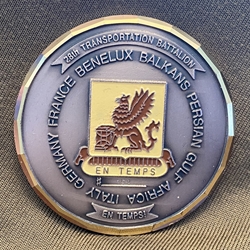 28TH TRANSPORTATION BATTALION
GERMANY FRANCE BENELUX BALKANS PERSIAN GULF AFRICA ITALY
EN TEMPS
EN TEMPS!